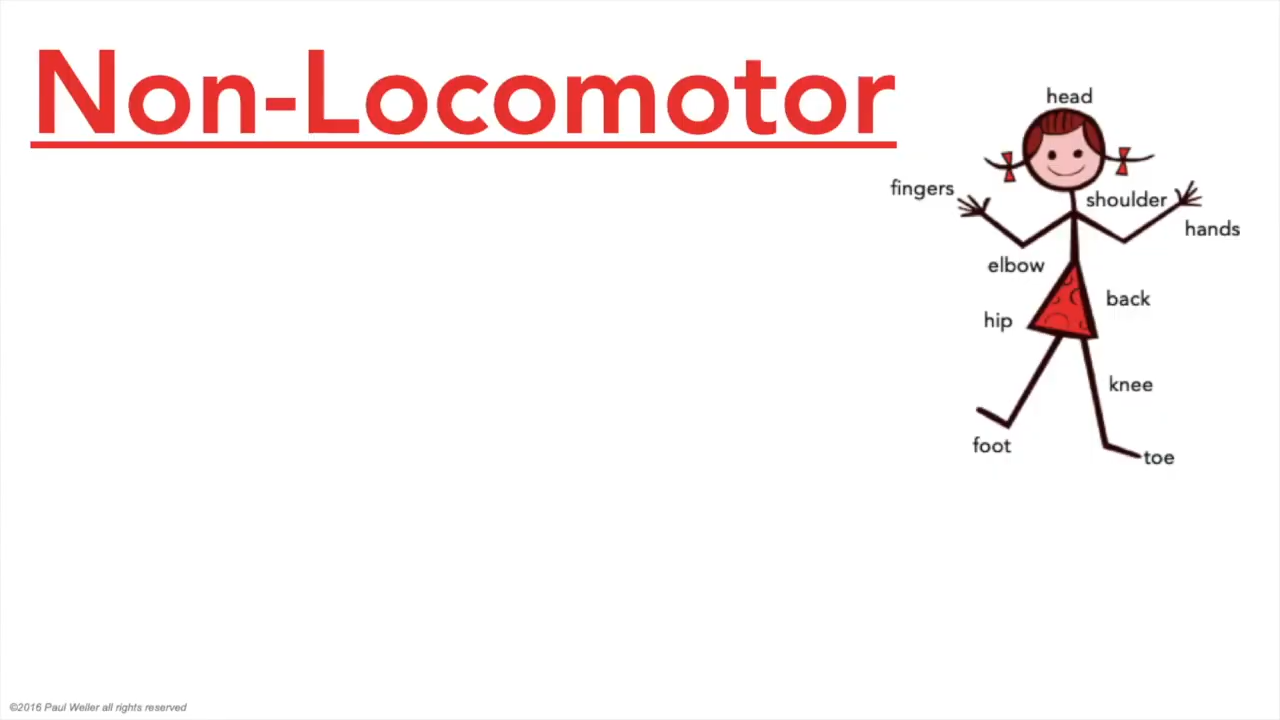 Non-Locomotor
head
fingers
shoulder
hands
elbow
back
hip
knee
foot
toe
©2016 Paul Weller all rights reserved